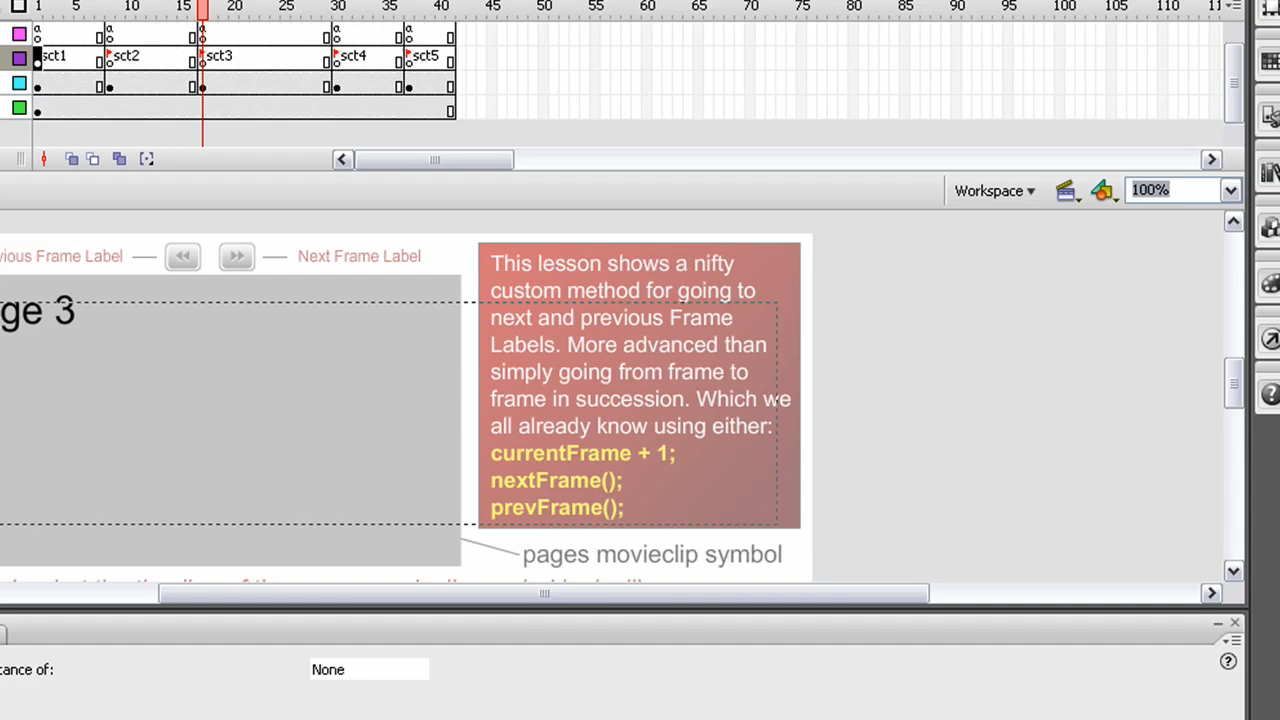 1 5 10 15 20 25 30 35 40 45 50 55 60 65 70 75 80 85 90 95 100 105 110 11
sct1 sct2 sct3 sct4 sct5
Workspace 100%
vious Frame Label Next Frame Label
ge 3
This lesson shows a nifty
custom method for going to
next and previous Frame
Labels. More advanced than
simply going from frame to
frame in succession. Which we
all already know using either:
currentFrame + 1;
nextFrame();
prevFrame();
pages movieclip symbol
tance of: None